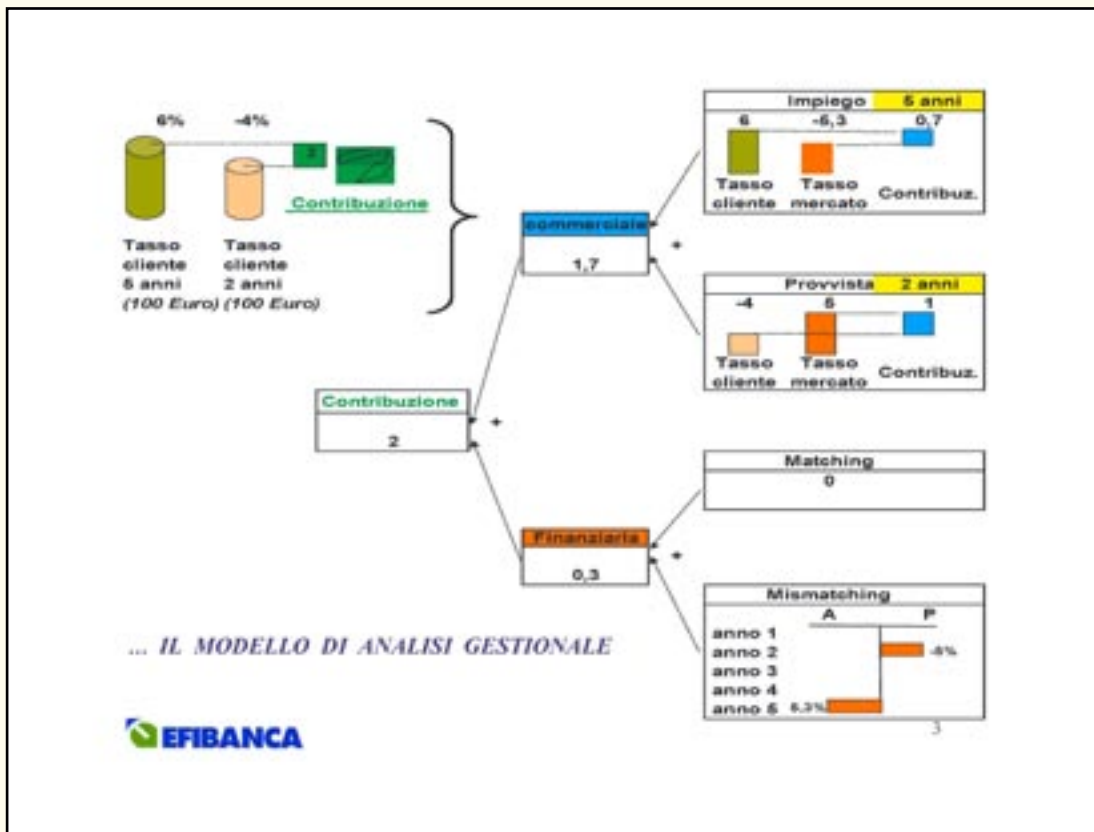 6% -4%
2
Contribuzione
Tasso cliente 5 anni (100 Euro)
Tasso cliente 2 anni (100 Euro)
Impiego 5 anni
6 -5,3 0,7
Tasso cliente
Tasso mercato
Contribuz.
commerciale
1,7
+
Provvista 2 anni
-4 5 1
Tasso cliente
Tasso mercato
Contribuz.
Contribuzione
2
+
Matching
0
Finanziaria
0,3
+
Mismatching
A P
anno 1
anno 2 -5%
anno 3
anno 4
anno 5 5,3%
... IL MODELLO DI ANALISI GESTIONALE
EFIBANCA
3